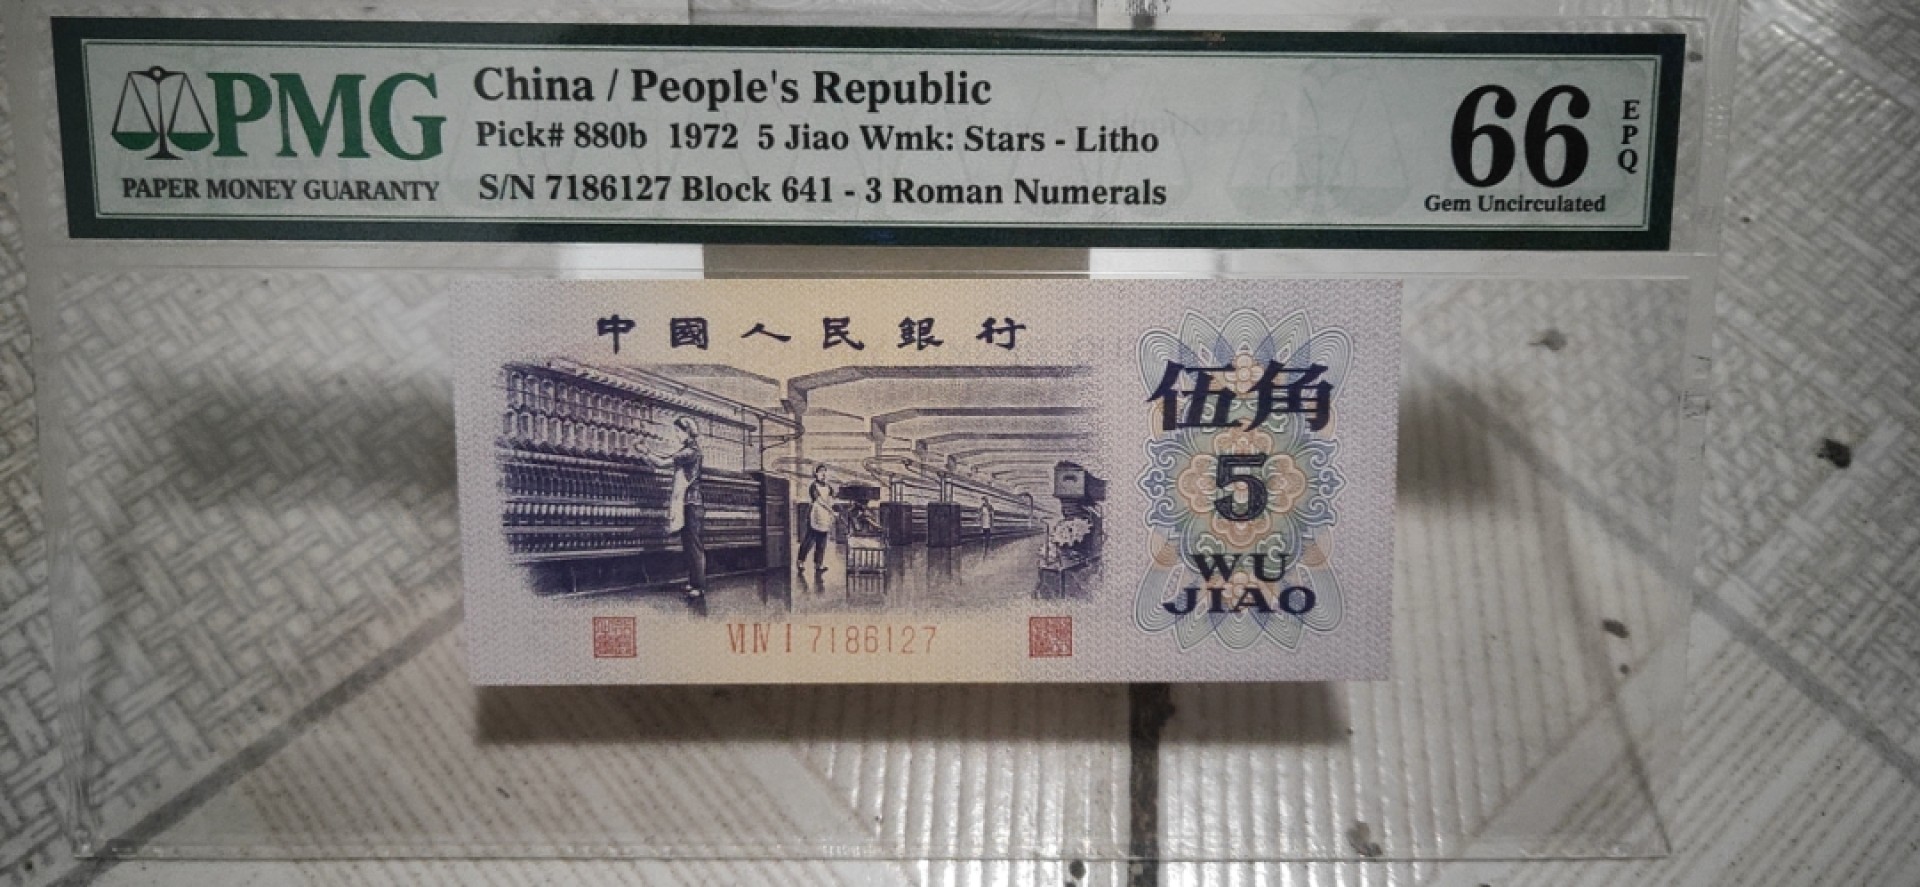 PMG
PAPER MONEY GUARANTY
China / People's Republic
Pick# 880b 1972 5 Jiao Wmk: Stars - Litho
S/N 7186127 Block 641 - 3 Roman Numerals
66
EPQ
Gem Uncirculated
中國人民銀行
伍角
5
WU
JIAO
VI IV I 7186127